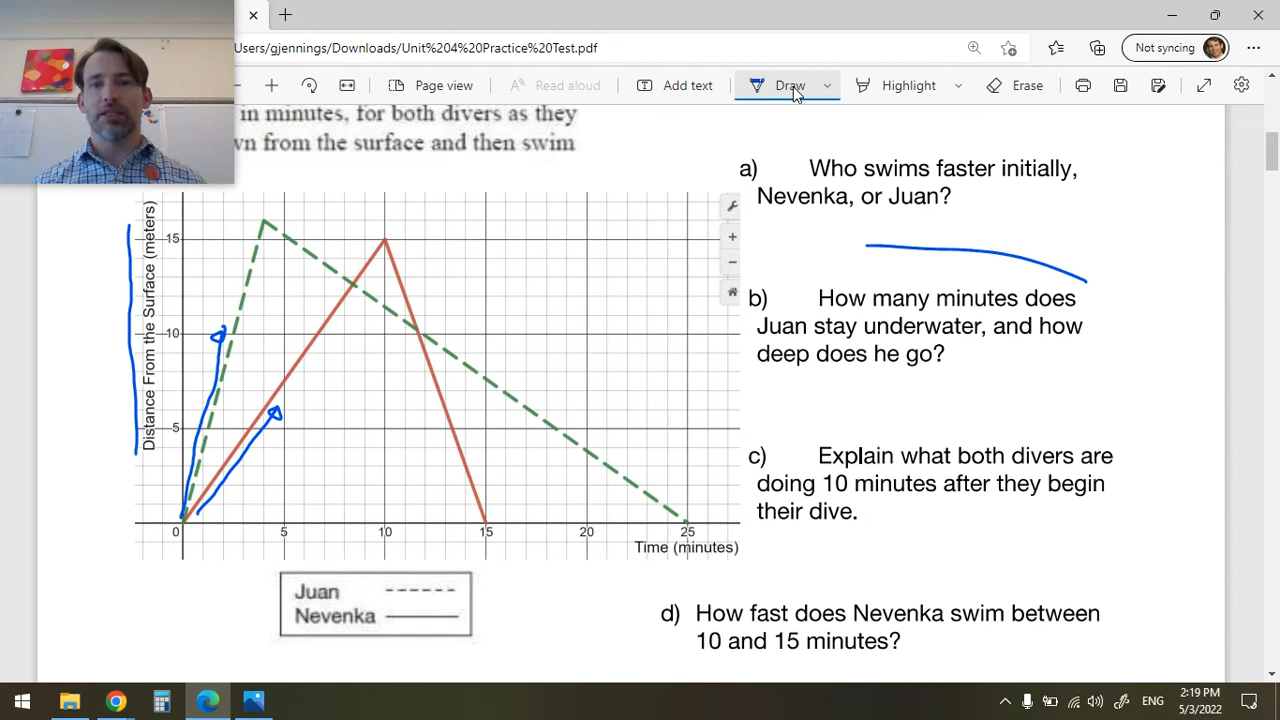 Users/gjennings/Downloads/Unit%204%20Practice%20Test.pdf
Not syncing
Page view
Read aloud
Add text
Draw
Highlight
Erase
in minutes, for both divers as they
from the surface and then swim
Distance From the Surface (meters)
15
10
5
0
5
10
15
20
25
Time (minutes)
Juan
Nevenka
a) Who swims faster initially,
Nevenka, or Juan?
b) How many minutes does
Juan stay underwater, and how
deep does he go?
c) Explain what both divers are
doing 10 minutes after they begin
their dive.
d) How fast does Nevenka swim between
10 and 15 minutes?
ENG
2:19 PM
5/3/2022